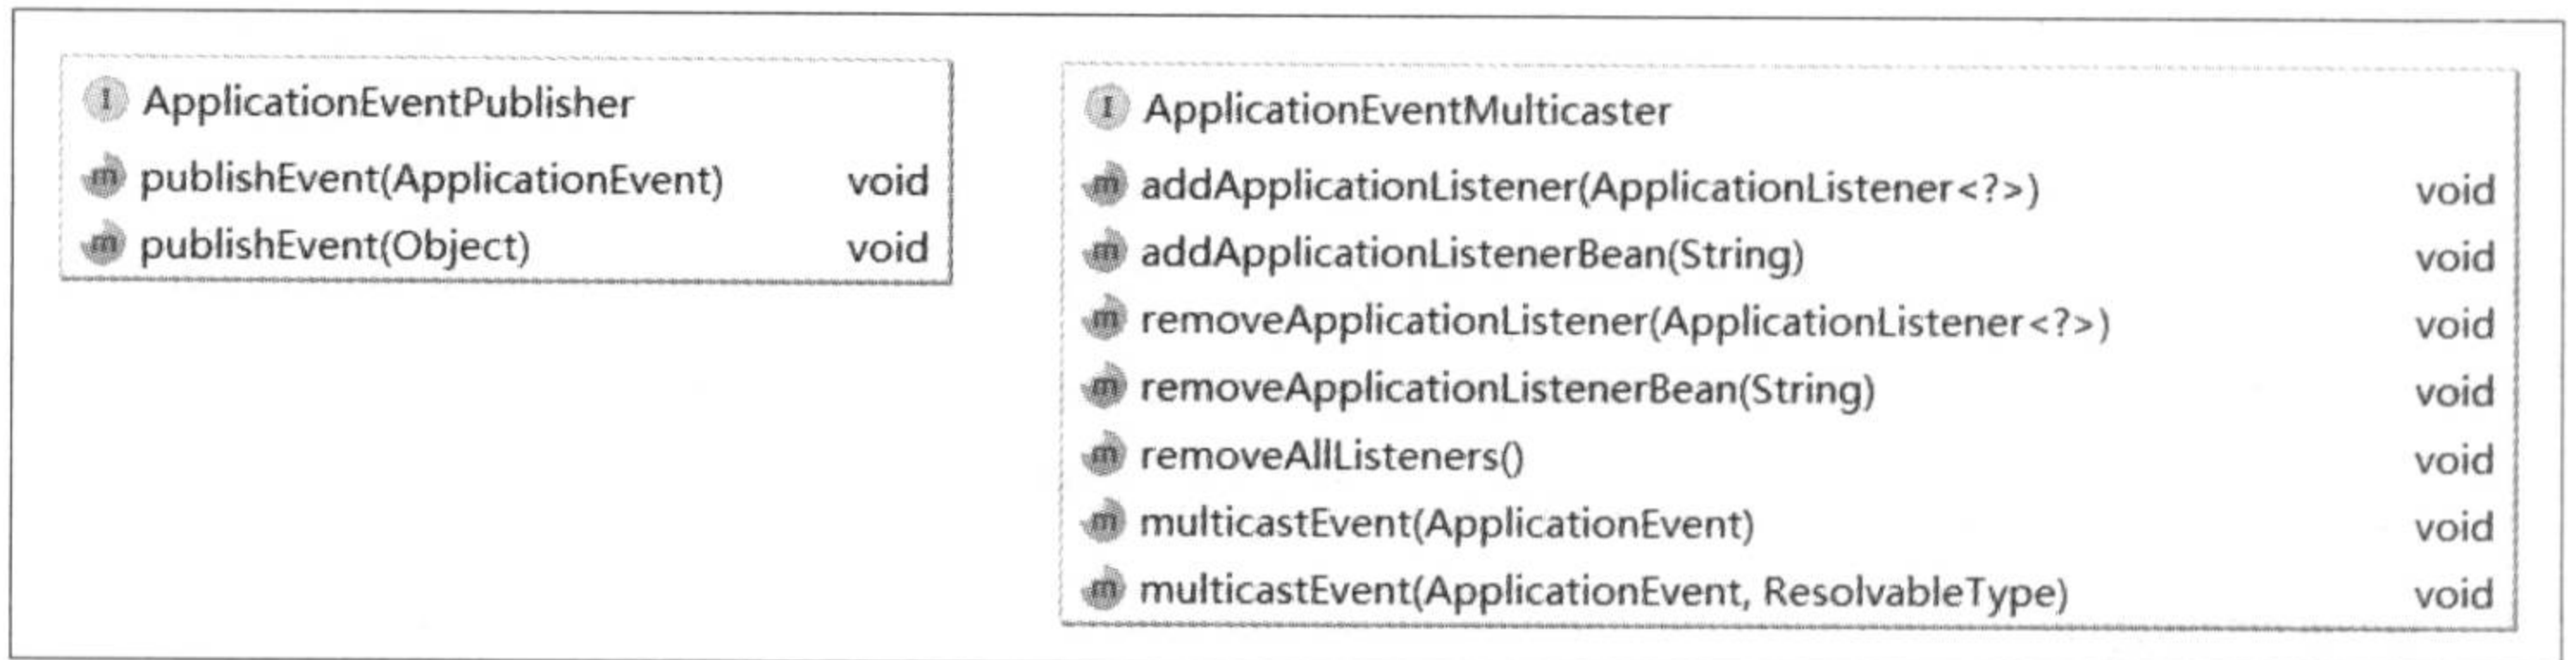 ApplicationEventPublisher
publishEvent(ApplicationEvent) void
publishEvent(Object) void
ApplicationEventMulticaster
addApplicationListener(ApplicationListener<?>) void
addApplicationListenerBean(String) void
removeApplicationListener(ApplicationListener<?>) void
removeApplicationListenerBean(String) void
removeAllListeners() void
multicastEvent(ApplicationEvent) void
multicastEvent(ApplicationEvent, ResolvableType) void